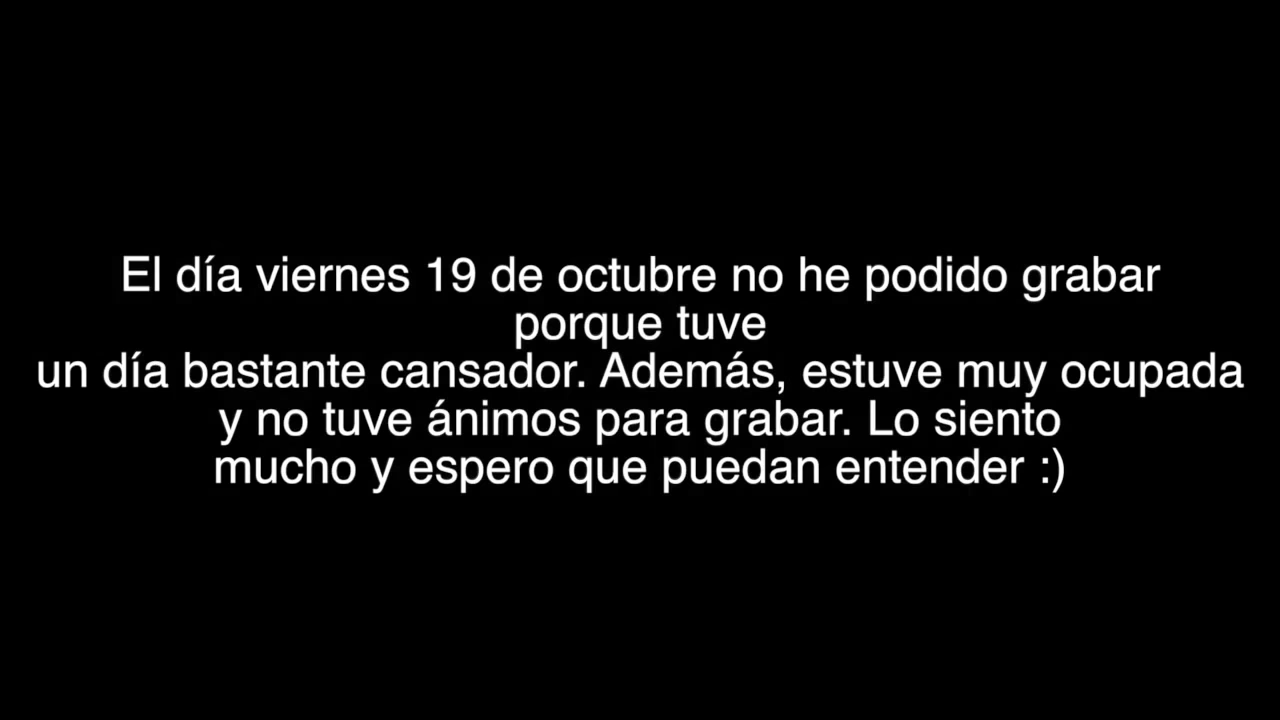 El día viernes 19 de octubre no he podido grabar
porque tuve
un día bastante cansador. Además, estuve muy ocupada
y no tuve ánimos para grabar. Lo siento
mucho y espero que puedan entender :)